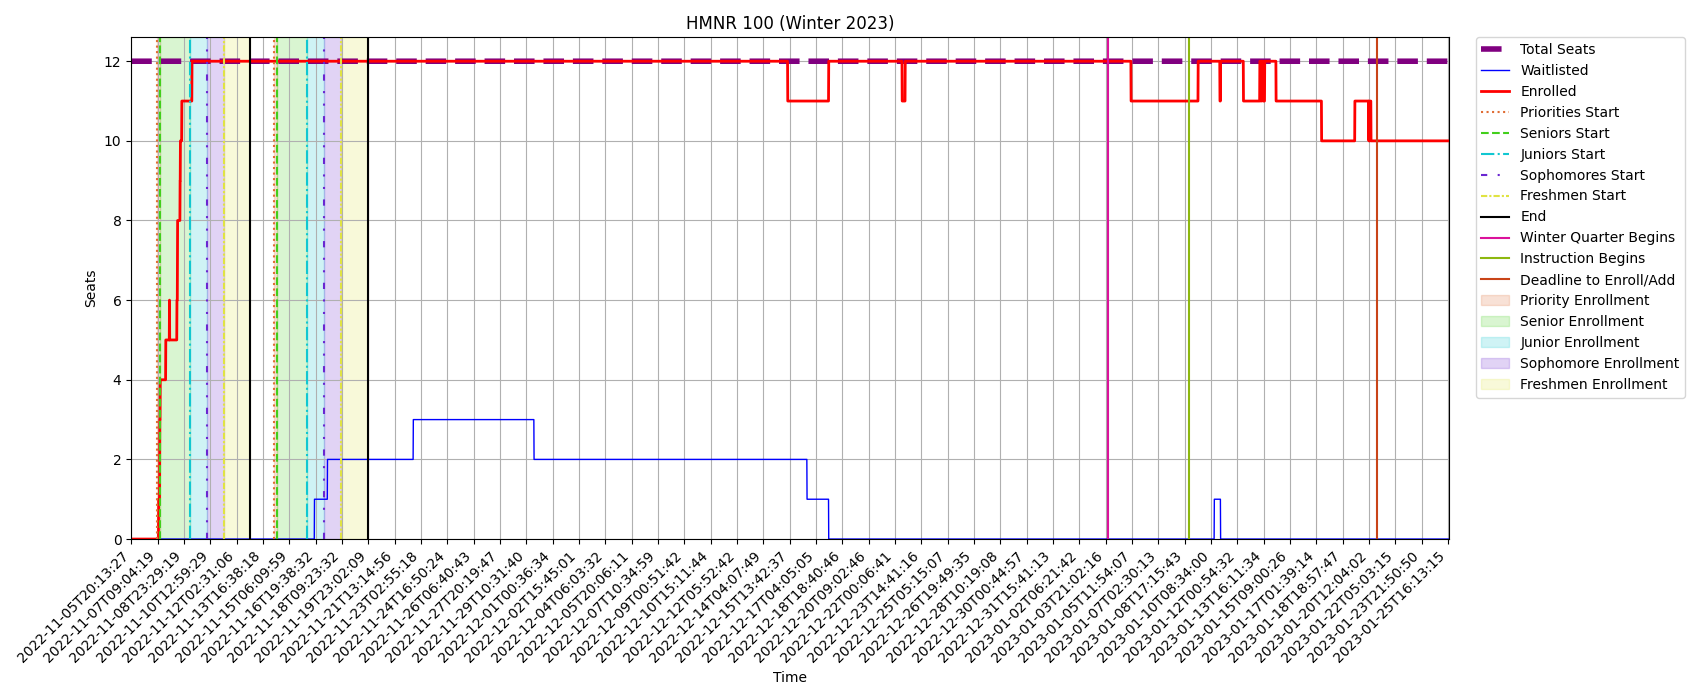 HMNR 100 (Winter 2023)
Seats
12
10
8
6
4
2
0
2022-11-05T20:13:27
2022-11-07T09:04:19
2022-11-08T23:29:19
2022-11-10T12:59:29
2022-11-12T02:31:06
2022-11-13T16:38:18
2022-11-15T06:09:59
2022-11-16T19:38:32
2022-11-18T09:23:32
2022-11-19T23:02:09
2022-11-21T13:14:56
2022-11-23T02:55:18
2022-11-24T16:50:24
2022-11-26T06:40:43
2022-11-27T20:19:47
2022-11-29T10:31:40
2022-12-01T00:36:34
2022-12-02T15:45:01
2022-12-04T06:03:32
2022-12-05T20:06:11
2022-12-07T10:34:59
2022-12-09T00:51:42
2022-12-10T15:11:44
2022-12-12T05:52:42
2022-12-14T04:07:49
2022-12-15T13:42:37
2022-12-17T04:05:05
2022-12-18T18:40:46
2022-12-20T09:02:46
2022-12-22T00:06:41
2022-12-23T14:41:16
2022-12-25T05:15:07
2022-12-26T19:49:35
2022-12-28T10:19:08
2022-12-30T00:44:57
2022-12-31T15:41:13
2023-01-02T06:21:42
2023-01-03T21:02:16
2023-01-05T11:54:07
2023-01-07T02:30:13
2023-01-08T17:15:43
2023-01-10T08:34:00
2023-01-12T00:54:32
2023-01-13T16:11:34
2023-01-15T09:00:26
2023-01-17T01:39:14
2023-01-18T18:57:47
2023-01-20T12:04:02
2023-01-22T05:03:15
2023-01-23T21:50:50
2023-01-25T16:13:15
Time
Total Seats
Waitlisted
Enrolled
Priorities Start
Seniors Start
Juniors Start
Sophomores Start
Freshmen Start
End
Winter Quarter Begins
Instruction Begins
Deadline to Enroll/Add
Priority Enrollment
Senior Enrollment
Junior Enrollment
Sophomore Enrollment
Freshmen Enrollment